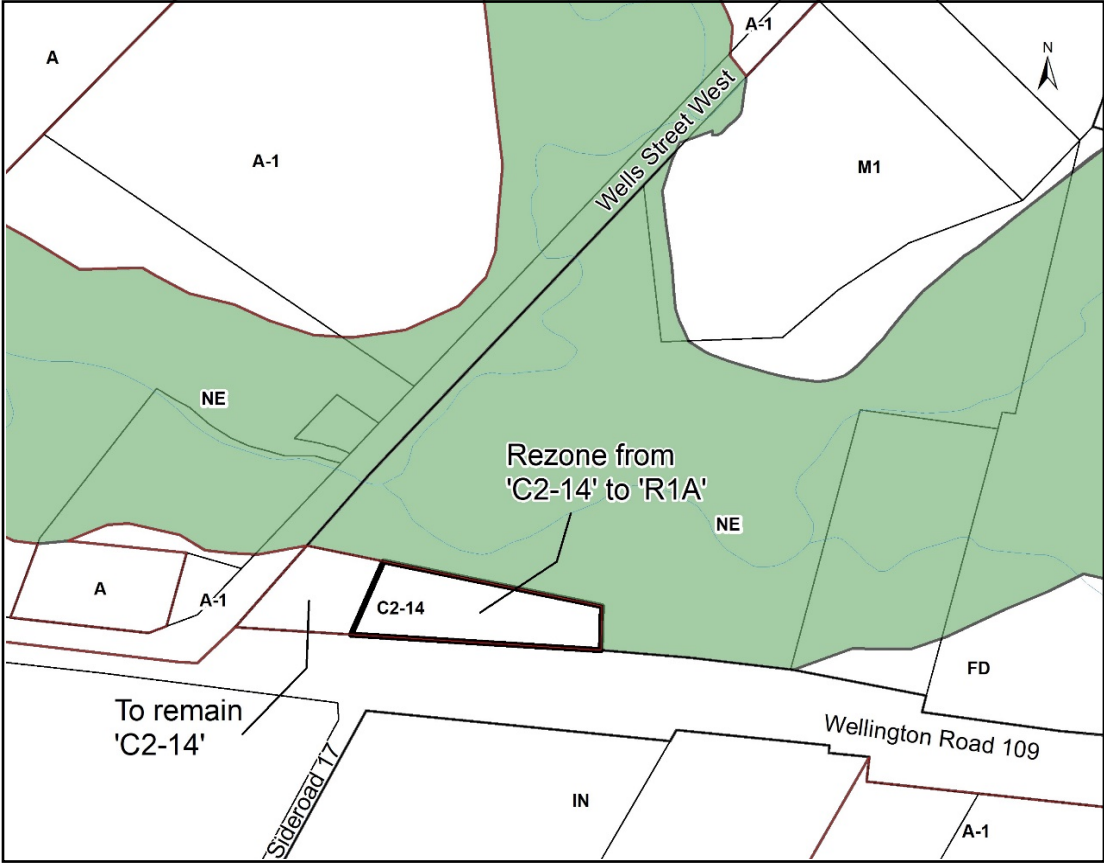 A-1
N
A
Wells Street West
A-1
M1
NE
Rezone from
'C2-14' to 'R1A'
NE
A
A-1
C2-14
FD
To remain
'C2-14'
Wellington Road 109
Sideroad 17
IN
A-1